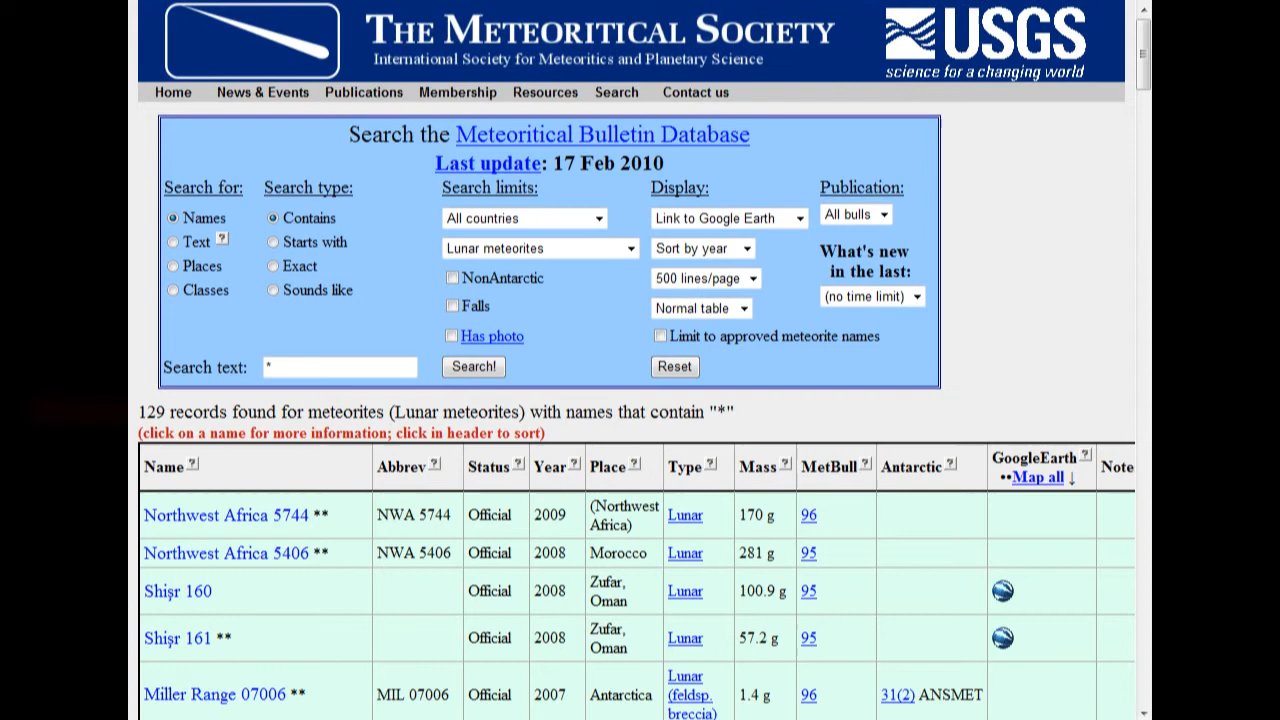 THE METEORITICAL SOCIETY
International Society for Meteoritics and Planetary Science
USGS
science for a changing world
Home News & Events Publications Membership Resources Search Contact us
Search the Meteoritical Bulletin Database
Last update: 17 Feb 2010
Search for: Search type: Search limits: Display: Publication:
Names Contains All countries Link to Google Earth All bulls
Text ? Starts with Lunar meteorites Sort by year What's new
Places Exact NonAntarctic 500 lines/page in the last:
Classes Sounds like Falls Normal table (no time limit)
Has photo Limit to approved meteorite names
Search text: * Search! Reset
129 records found for meteorites (Lunar meteorites) with names that contain "*"
(click on a name for more information; click in header to sort)
Name ? Abbrev ? Status ? Year ? Place ? Type ? Mass ? MetBull ? Antarctic ? GoogleEarth ? Note
••Map all ↓
Northwest Africa 5744 ** NWA 5744 Official 2009 (Northwest Africa) Lunar 170 g 96
Northwest Africa 5406 ** NWA 5406 Official 2008 Morocco Lunar 281 g 95
Shişr 160 Official 2008 Zufar, Oman Lunar 100.9 g 95
Shişr 161 ** Official 2008 Zufar, Oman Lunar 57.2 g 95
Miller Range 07006 ** MIL 07006 Official 2007 Antarctica Lunar (feldsp. breccia) 1.4 g 96 31(2) ANSMET